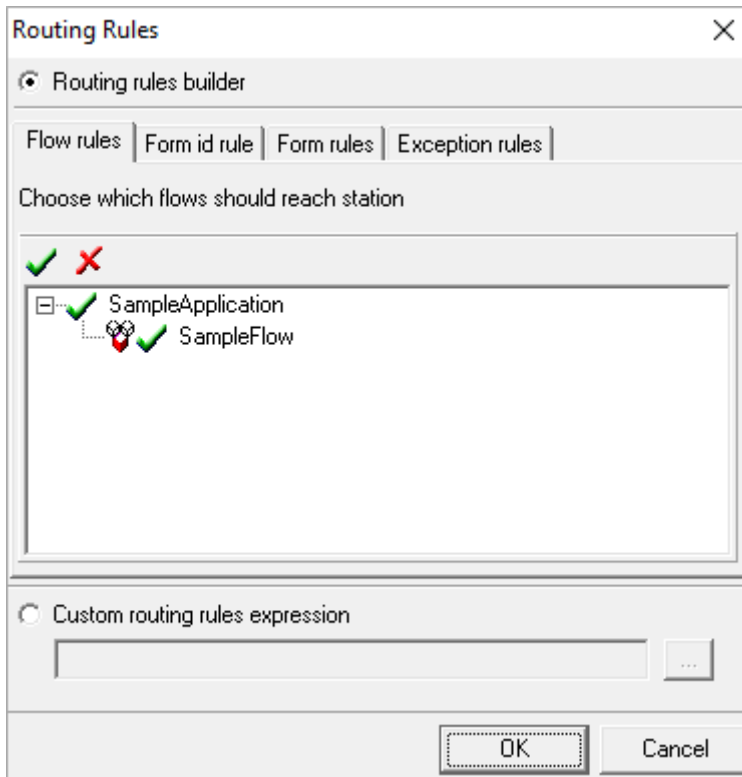 Routing Rules
Routing rules builder
Flow rules Form id rule Form rules Exception rules
Choose which flows should reach station
SampleApplication
SampleFlow
Custom routing rules expression
...
OK Cancel